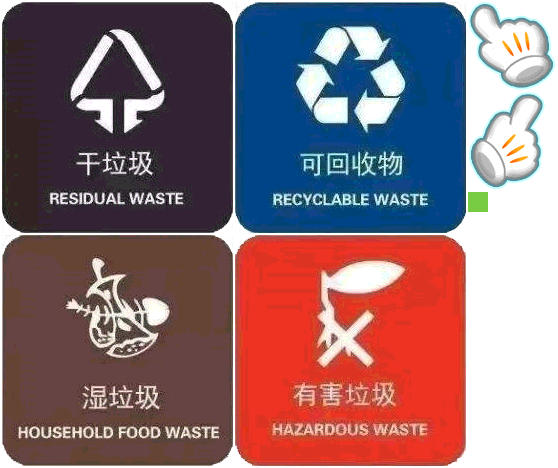 干垃圾
RESIDUAL WASTE
可回收物
RECYCLABLE WASTE
湿垃圾
HOUSEHOLD FOOD WASTE
有害垃圾
HAZARDOUS WASTE